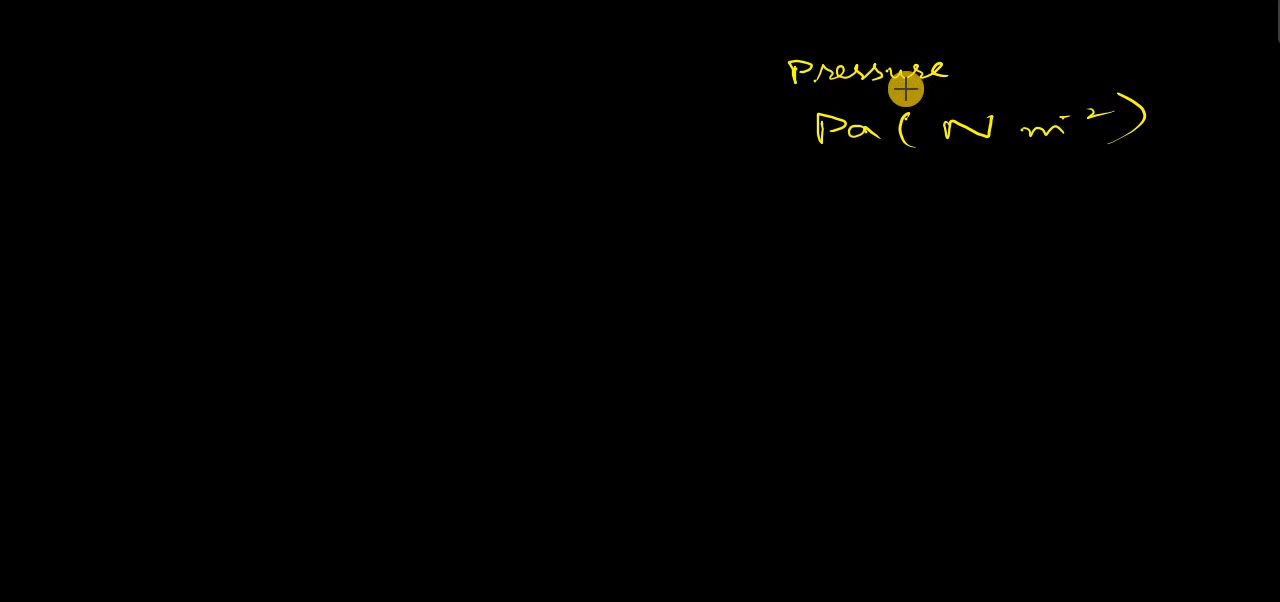 Pressure
Pa ( N m⁻² )